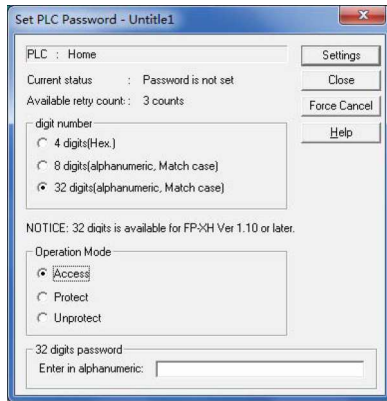 Set PLC Password - Untitle1
PLC : Home
Settings
Current status : Password is not set
Close
Available retry count: : 3 counts
Force Cancel
digit number
Help
4 digits(Hex.)
8 digits(alphanumeric, Match case)
32 digits(alphanumeric, Match case)
NOTICE: 32 digits is available for FP-XH Ver 1.10 or later.
Operation Mode
Access
Protect
Unprotect
32 digits password
Enter in alphanumeric: